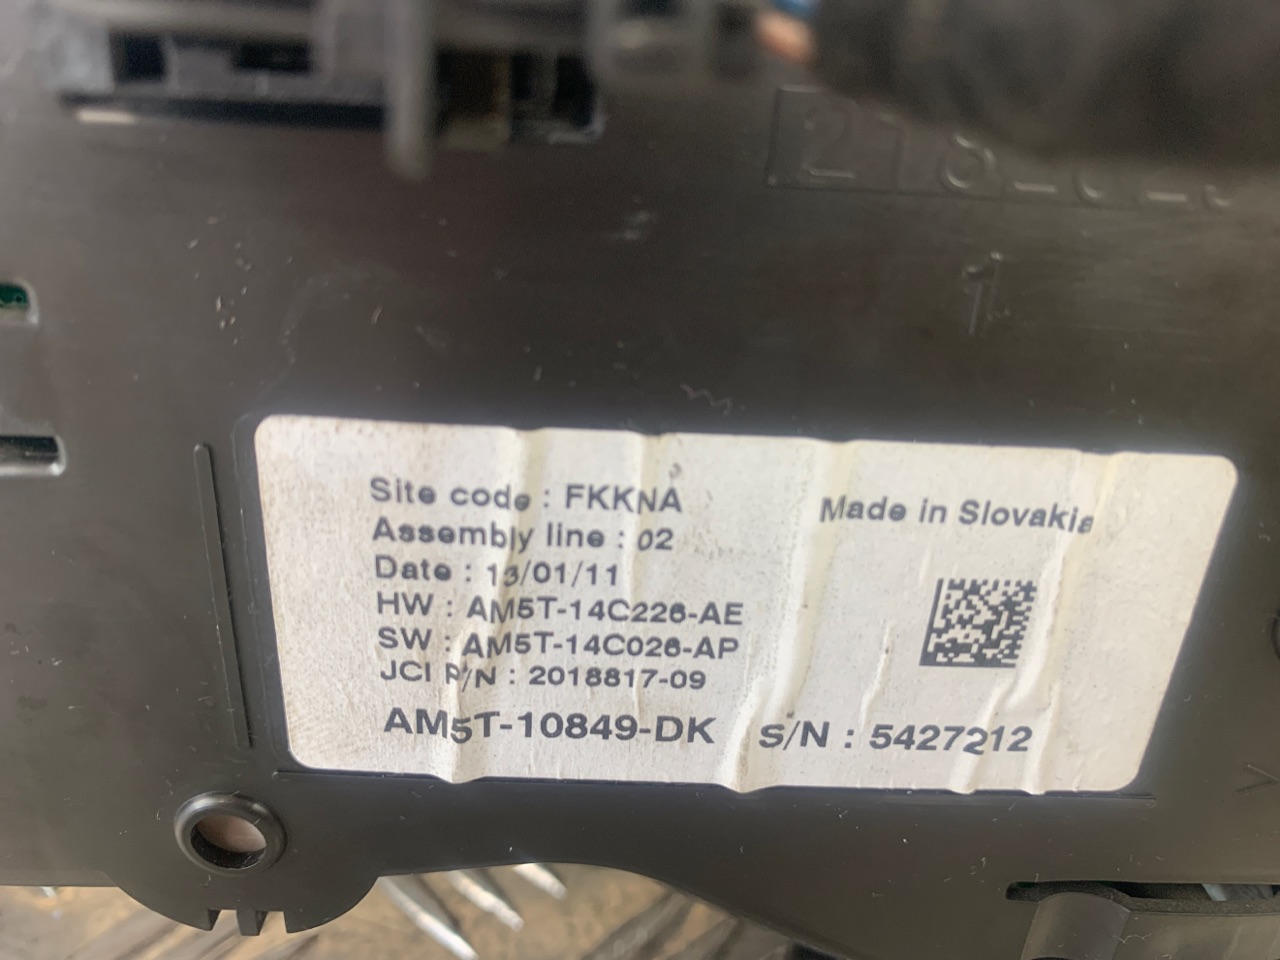 1
Site code : FKKNA
Made in Slovakia
Assembly line : 02
Date : 13/01/11
HW : AM5T-14C226-AE
SW : AM5T-14C026-AP
JCI P/N : 2018817-09
AM5T-10849-DK
S/N : 5427212